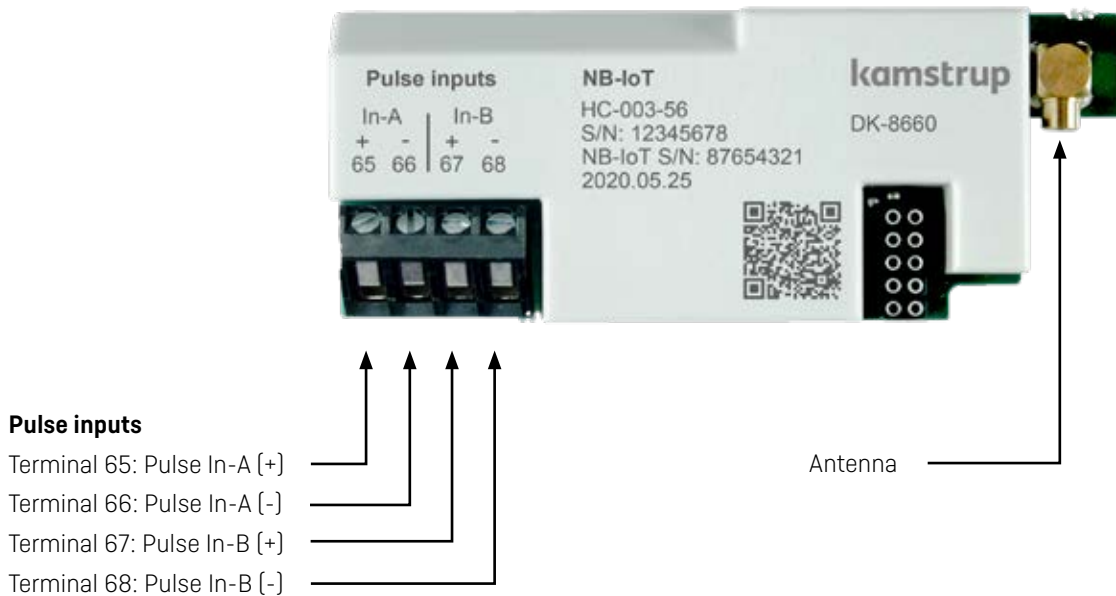 Pulse inputs
In-A | In-B
+ - + -
65 66 67 68
NB-IoT
HC-003-56
S/N: 12345678
NB-IoT S/N: 87654321
2020.05.25
kamstrup
DK-8660
Pulse inputs
Terminal 65: Pulse In-A (+)
Terminal 66: Pulse In-A (-)
Terminal 67: Pulse In-B (+)
Terminal 68: Pulse In-B (-)
Antenna